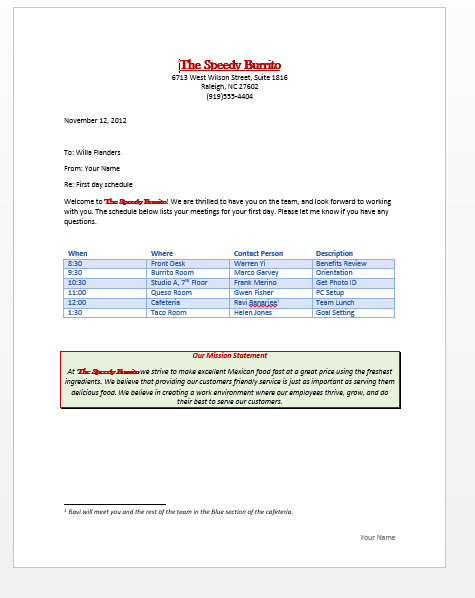 The Speedy Burrito
6713 West Wilson Street, Suite 1816
Raleigh, NC 27602
(919)555-4404
November 12, 2012
To: Willa Flanders
From: Your Name
Re: First day schedule
Welcome to The Speedy Burrito! We are thrilled to have you on the team, and look forward to working
with you. The schedule below lists your meetings for your first day. Please let me know if you have any
questions.
When Where Contact Person Description
8:30 Front Desk Warren Yi Benefits Review
9:30 Burrito Room Marco Garvey Orientation
10:30 Studio A, 7th Floor Frank Merino Get Photo ID
11:00 Queso Room Gwen Fisher PC Setup
12:00 Cafeteria Ravi Banarjee¹ Team Lunch
1:30 Taco Room Helen Jones Goal Setting
Our Mission Statement
At The Speedy Burrito we strive to make excellent Mexican food fast at a great price using the freshest
ingredients. We believe that providing our customers friendly service is just as important as serving them
delicious food. We believe in creating a work environment where our employees thrive, grow, and do
their best to serve our customers.
¹ Ravi will meet you and the rest of the team in the Blue section of the cafeteria.
Your Name